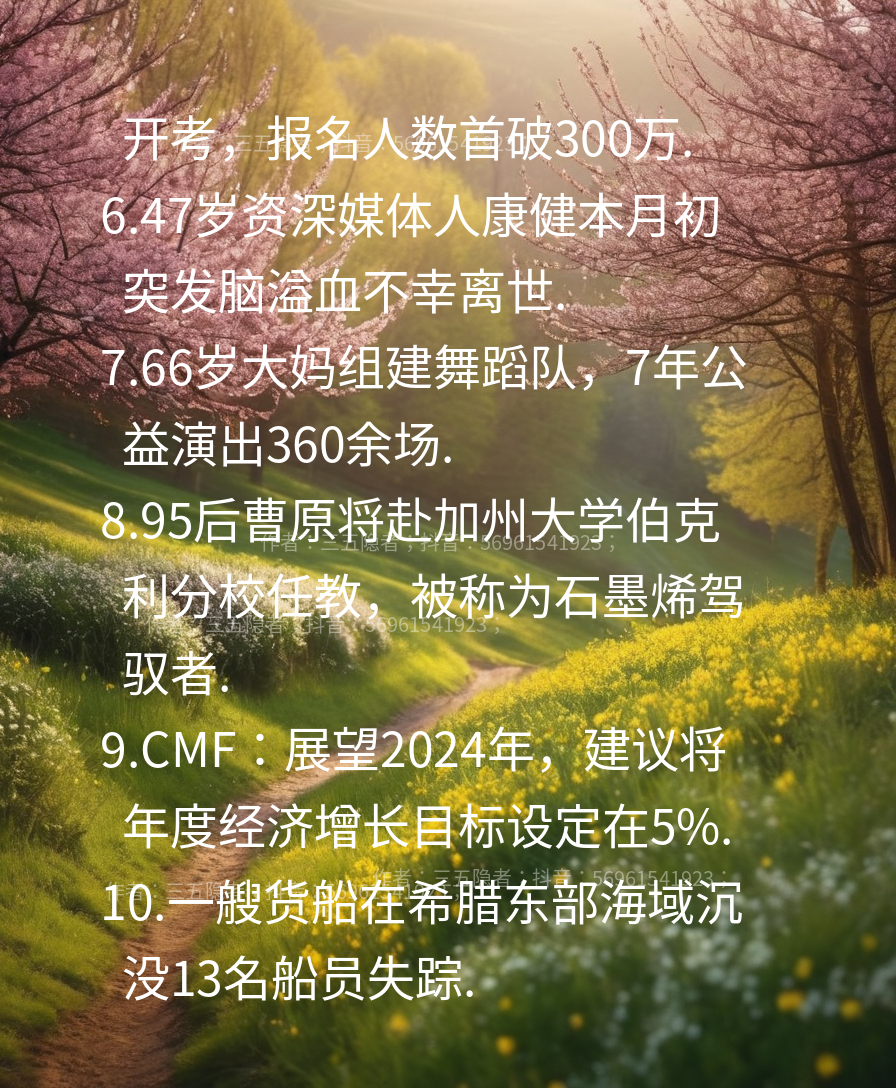 开考，报名人数首破300万.
6.47岁资深媒体人康健本月初
突发脑溢血不幸离世.
7.66岁大妈组建舞蹈队，7年公
益演出360余场.
8.95后曹原将赴加州大学伯克
作者：三五隐者；抖音：56961541923；
利分校任教，被称为石墨烯驾
三五隐者；抖音：56961541923；
驭者.
9.CMF：展望2024年，建议将
年度经济增长目标设定在5%.
作者：三五隐者；抖音：56961541923；
10.一艘货船在希腊东部海域沉
没13名船员失踪.